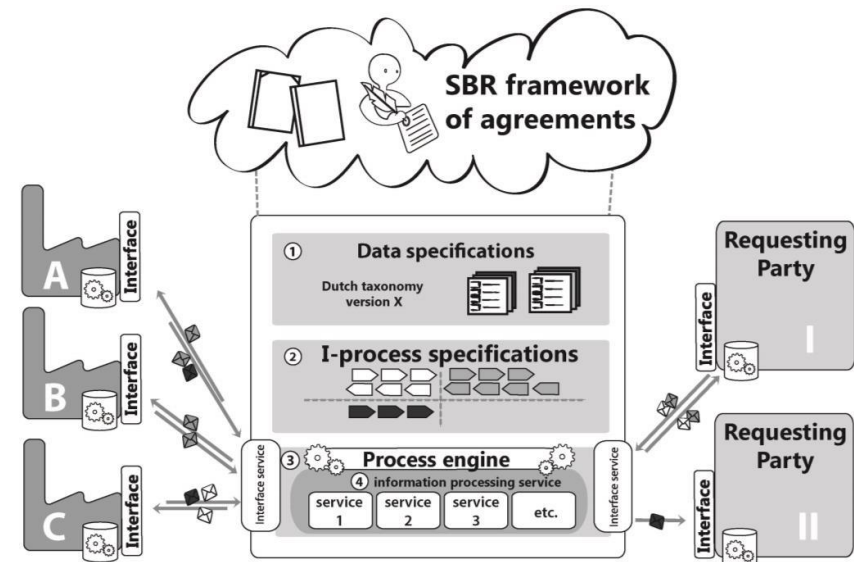 SBR framework
of agreements
A
Interface
B
Interface
C
Interface
1 Data specifications
Dutch taxonomy
version X
2 I-process specifications
3 Process engine
4 information processing service
service
1
service
2
service
3
etc.
Interface service
Interface service
Requesting
Party
I
Interface
Requesting
Party
II
Interface